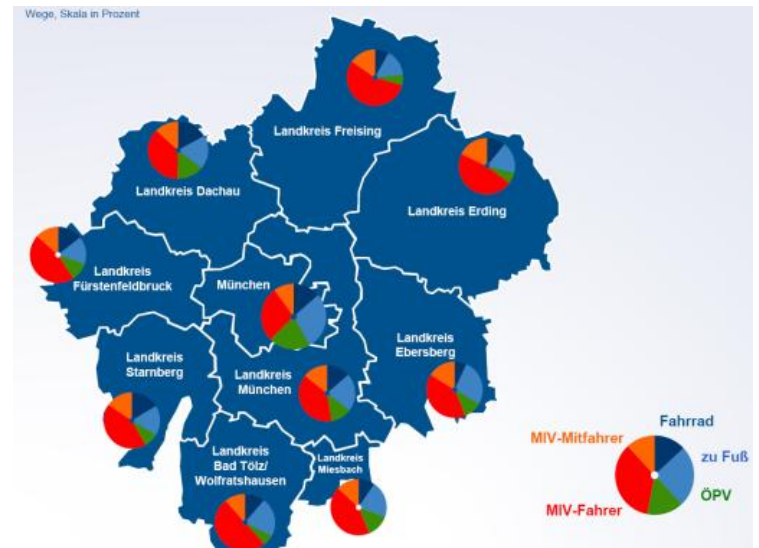 Wege, Skala in Prozent
Landkreis Freising
Landkreis Dachau
Landkreis Erding
Landkreis
Fürstenfeldbruck
München
Landkreis
Ebersberg
Landkreis
Starnberg
Landkreis
München
Landkreis
Bad Tölz/
Wolfratshausen
Landkreis
Miesbach
Fahrrad
MIV-Mitfahrer
zu Fuß
ÖPV
MIV-Fahrer